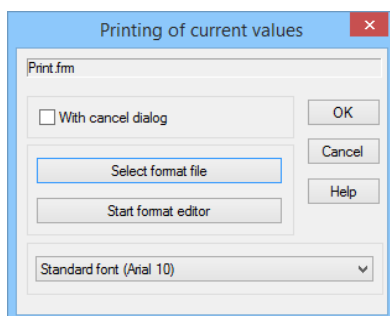 Printing of current values
Print.frm
With cancel dialog
OK
Cancel
Select format file
Help
Start format editor
Standard font (Arial 10)